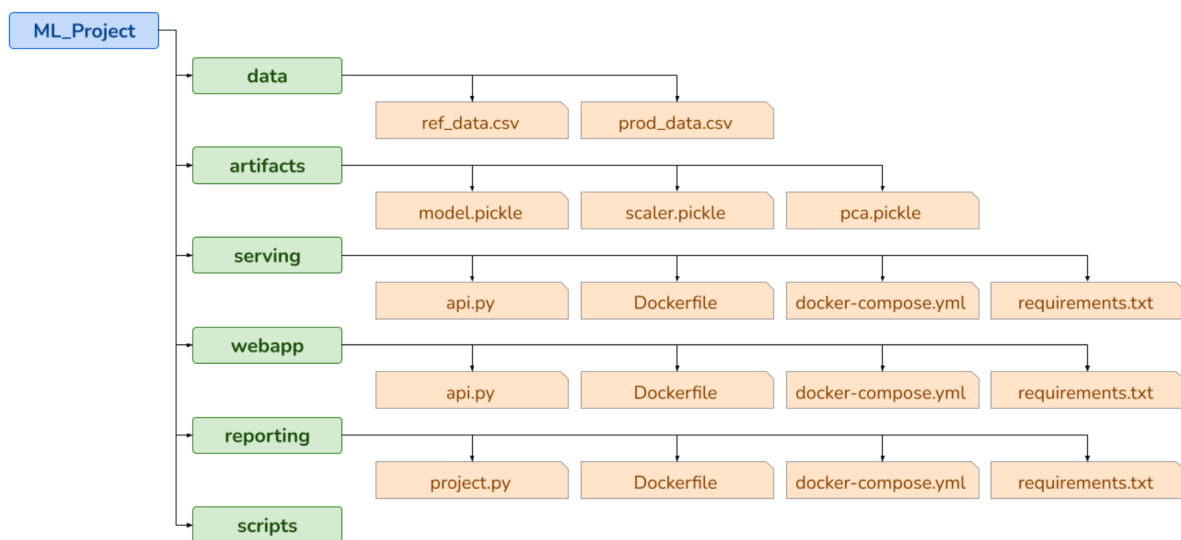 ML_Project
data
ref_data.csv prod_data.csv
artifacts
model.pickle scaler.pickle pca.pickle
serving
api.py Dockerfile docker-compose.yml requirements.txt
webapp
api.py Dockerfile docker-compose.yml requirements.txt
reporting
project.py Dockerfile docker-compose.yml requirements.txt
scripts